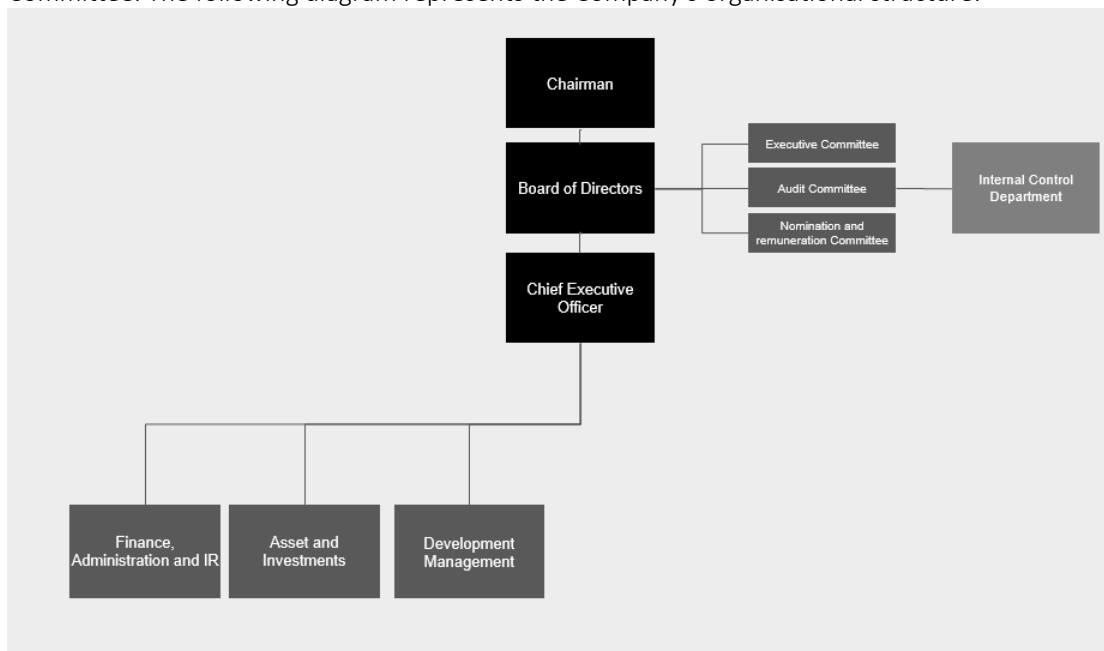 Committee. The following diagram represents the Company's organisational structure:
Chairman
Board of Directors
Executive Committee
Audit Committee
Nomination and
remuneration Committee
Internal Control
Department
Chief Executive
Officer
Finance,
Administration and IR
Asset and
Investments
Development
Management